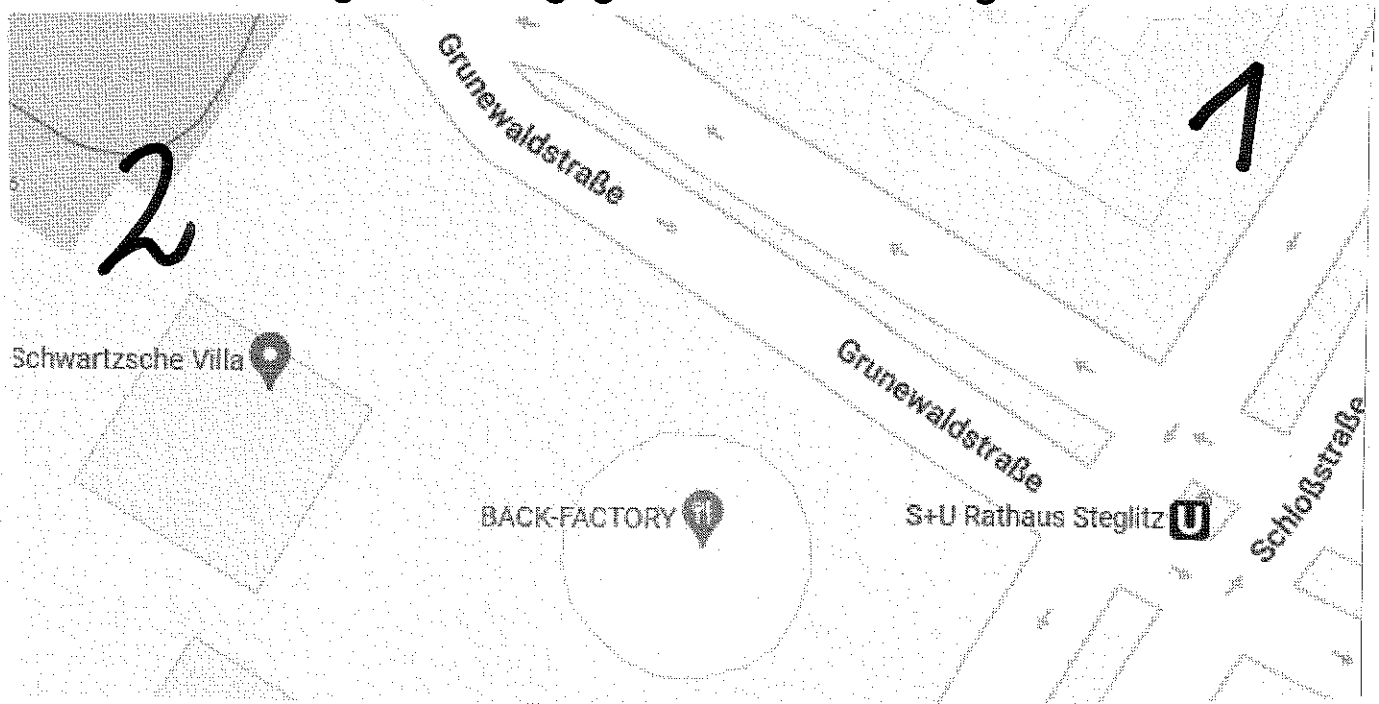 1
Grunewaldstraße
2
Schwartzsche Villa
Grunewaldstraße
BACK-FACTORY
S+U Rathaus Steglitz U
Schloßstraße